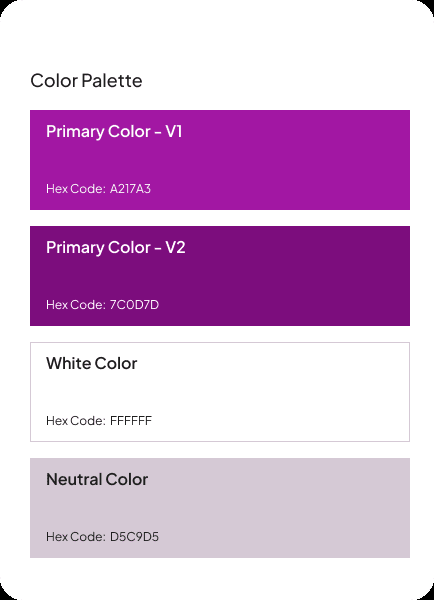 Color Palette
Primary Color - V1
Hex Code: A217A3
Primary Color - V2
Hex Code: 7C0D7D
White Color
Hex Code: FFFFFF
Neutral Color
Hex Code: D5C9D5